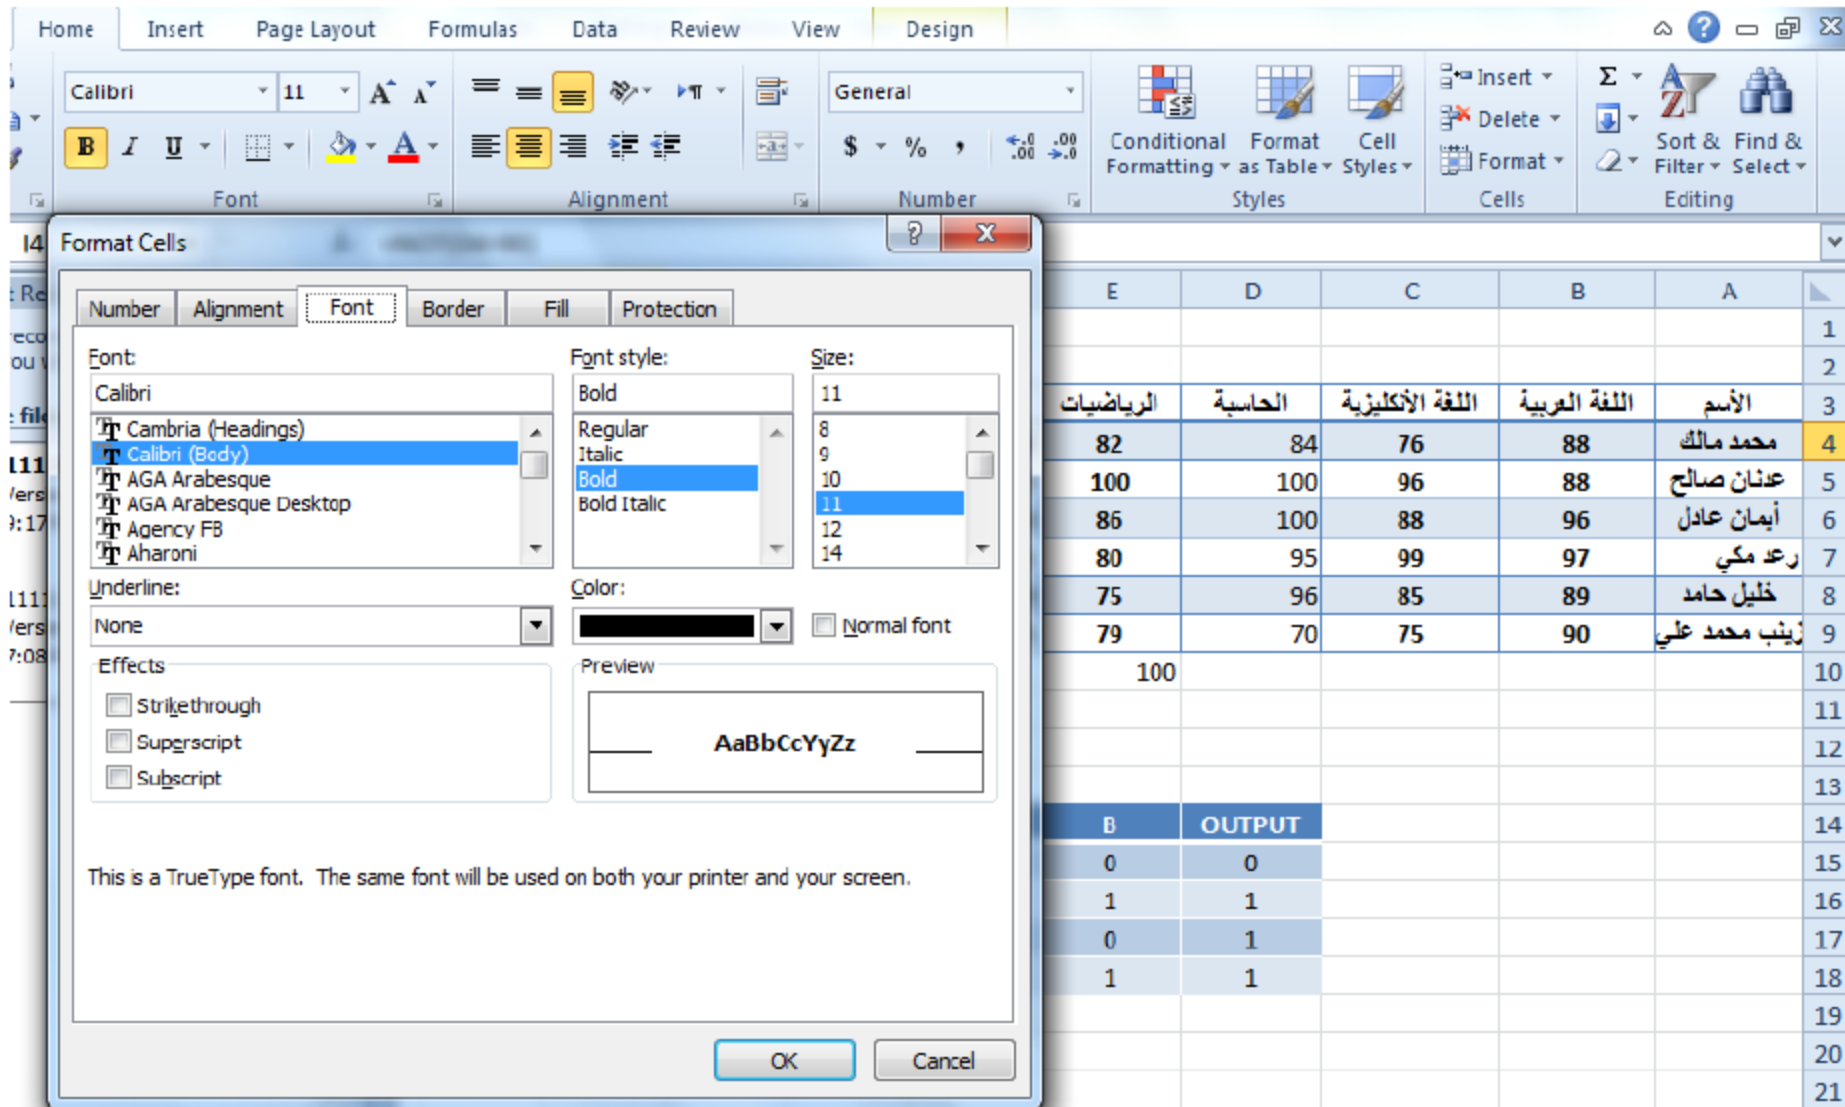 Home Insert Page Layout Formulas Data Review View Design
Calibri 11 General Insert Σ
B I U $ % , Conditional Formatting Format as Table Cell Styles Delete Format Sort & Filter Find & Select
Font Alignment Number Styles Cells Editing
I4
Format Cells
Number Alignment Font Border Fill Protection
Font: Font style: Size:
Calibri Bold 11
Cambria (Headings) Regular 8
Calibri (Body) Italic 9
AGA Arabesque Bold 10
AGA Arabesque Desktop Bold Italic 11
Agency FB 12
Aharoni 14
Underline: Color:
None Normal font
Effects Preview
Strikethrough
Superscript AaBbCcYyZz
Subscript
This is a TrueType font. The same font will be used on both your printer and your screen.
OK Cancel
E D C B A
1
2
الرياضيات الحاسبة اللغة الأنكليزية اللغة العربية الأسم 3
82 84 76 88 محمد مالك 4
100 100 96 88 عدنان صالح 5
86 100 88 96 أيمان عادل 6
80 95 99 97 رعد مكي 7
75 96 85 89 خليل حامد 8
79 70 75 90 زينب محمد علي 9
100 10
11
12
13
B OUTPUT 14
0 0 15
1 1 16
0 1 17
1 1 18
19
20
21